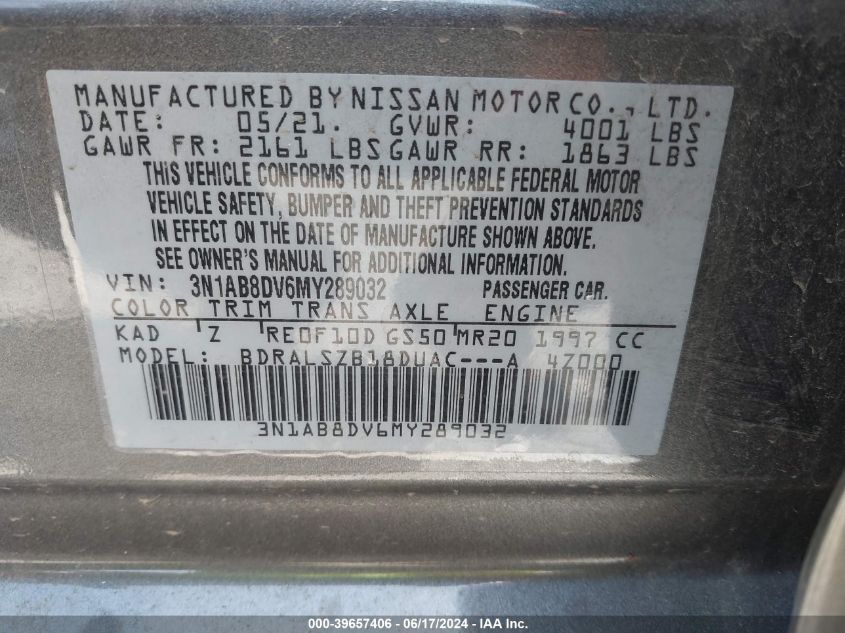 MANUFACTURED BY NISSAN MOTOR CO., LTD.
DATE: 05/21. GVWR: 4001 LBS
GAWR FR: 2161 LBS GAWR RR: 1863 LBS
THIS VEHICLE CONFORMS TO ALL APPLICABLE FEDERAL MOTOR
VEHICLE SAFETY, BUMPER AND THEFT PREVENTION STANDARDS
IN EFFECT ON THE DATE OF MANUFACTURE SHOWN ABOVE.
SEE OWNER'S MANUAL FOR ADDITIONAL INFORMATION.
VIN: 3N1AB8DV6MY289032 PASSENGER CAR.
COLOR TRIM TRANS AXLE ENGINE
KAD Z RE0F10D GS50 MR20 1997 CC
MODEL: BDRALSZB18DUAC---A 4Z000
3N1AB8DV6MY289032
000-39657406 - 06/17/2024 - IAAI.com